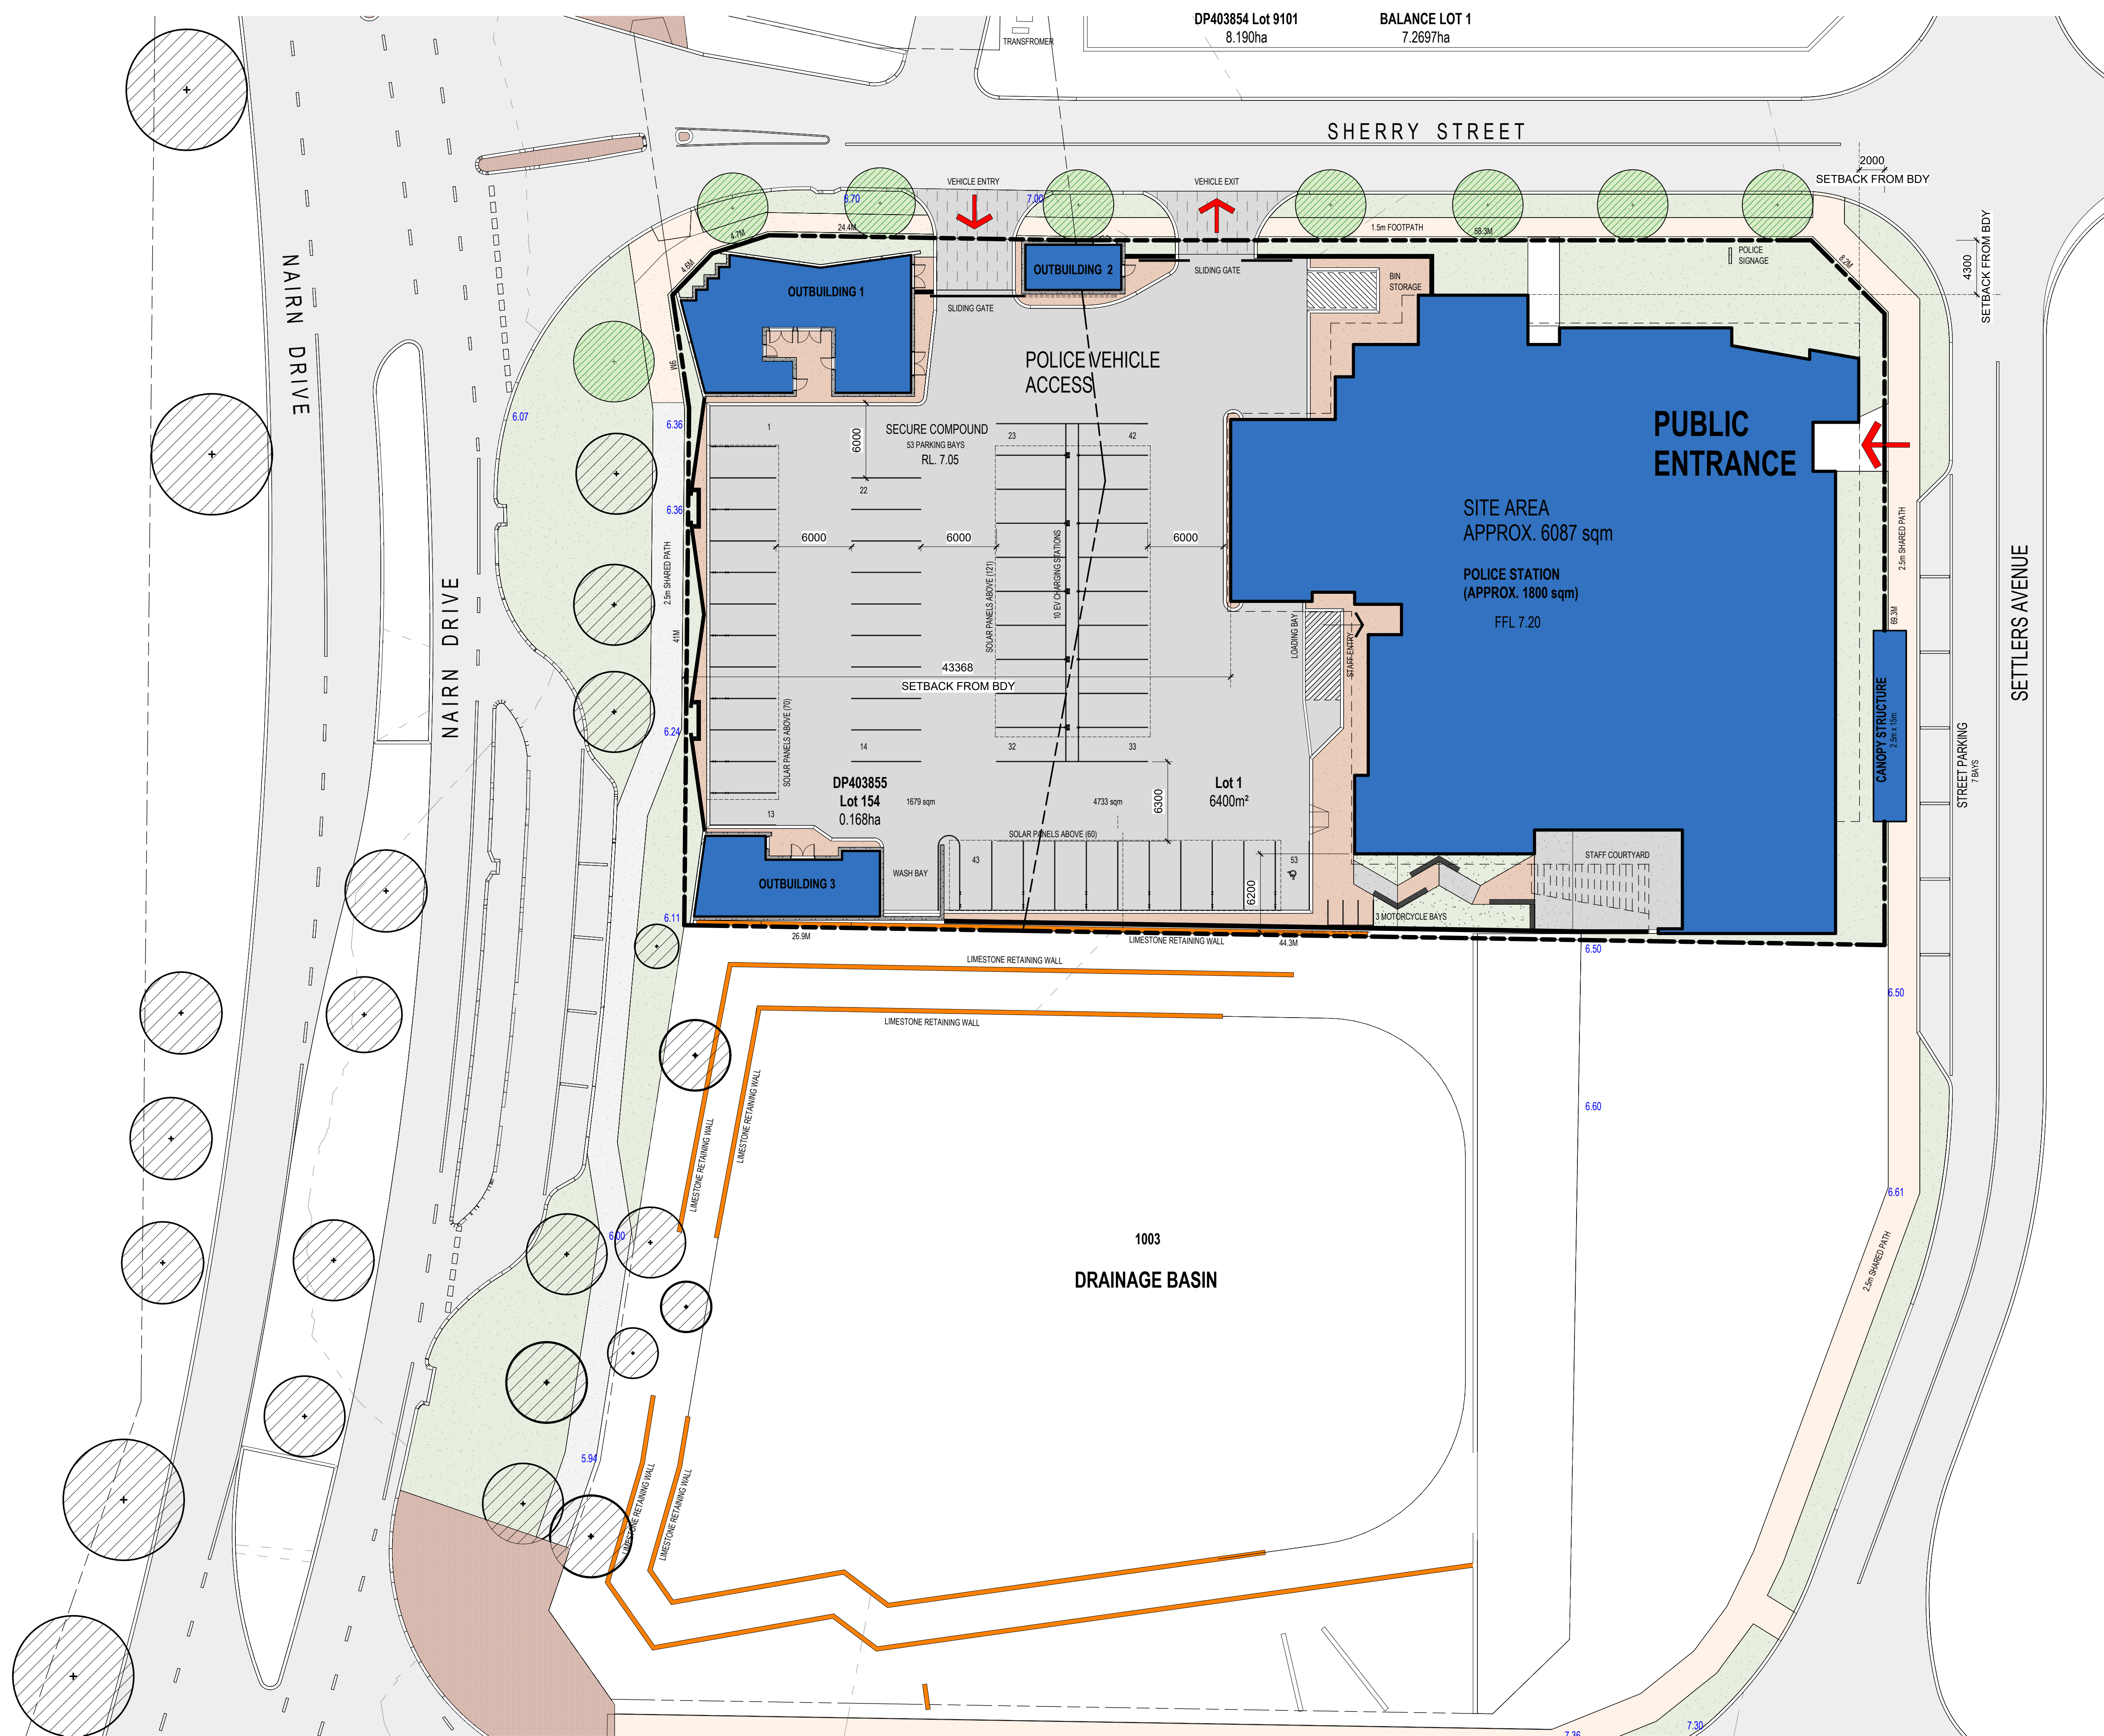 DP403854 Lot 9101
8.190ha
BALANCE LOT 1
7.2697ha
TRANSFROMER
SHERRY STREET
2000
SETBACK FROM BDY
VEHICLE ENTRY
VEHICLE EXIT
6.70
7.00
24.4M
4.7M
4.6M
9M
1.5m FOOTPATH
58.3M
8.2M
POLICE
SIGNAGE
4300
SETBACK FROM BDY
OUTBUILDING 1
OUTBUILDING 2
SLIDING GATE
SLIDING GATE
BIN
STORAGE
NAIRN DRIVE
NAIRN DRIVE
POLICE VEHICLE
ACCESS
6.07
6.36
6.36
6.24
6.11
2.5m SHARED PATH
41M
1
SECURE COMPOUND
53 PARKING BAYS
RL. 7.05
6000
22
23
42
6000
6000
6000
SOLAR PANELS ABOVE (121)
10 EV CHARGING STATIONS
SOLAR PANELS ABOVE (70)
43368
SETBACK FROM BDY
14
32
33
13
DP403855
Lot 154
0.168ha
1679 sqm
4733 sqm
Lot 1
6400m²
6300
SOLAR PANELS ABOVE (60)
43
53
6200
WASH BAY
OUTBUILDING 3
PUBLIC
ENTRANCE
SITE AREA
APPROX. 6087 sqm
POLICE STATION
(APPROX. 1800 sqm)
FFL 7.20
LOADING BAY
STAFF ENTRY
STAFF COURTYARD
3 MOTORCYCLE BAYS
2.5m SHARED PATH
69.3M
CANOPY STRUCTURE
2.5m x 15m
STREET PARKING
7 BAYS
SETTLERS AVENUE
26.9M
LIMESTONE RETAINING WALL
44.3M
LIMESTONE RETAINING WALL
LIMESTONE RETAINING WALL
LIMESTONE RETAINING WALL
LIMESTONE RETAINING WALL
6.50
6.50
6.60
6.61
2.5m SHARED PATH
1003
DRAINAGE BASIN
6.00
5.94
LIMESTONE RETAINING WALL
LIMESTONE RETAINING WALL
7.36
7.30